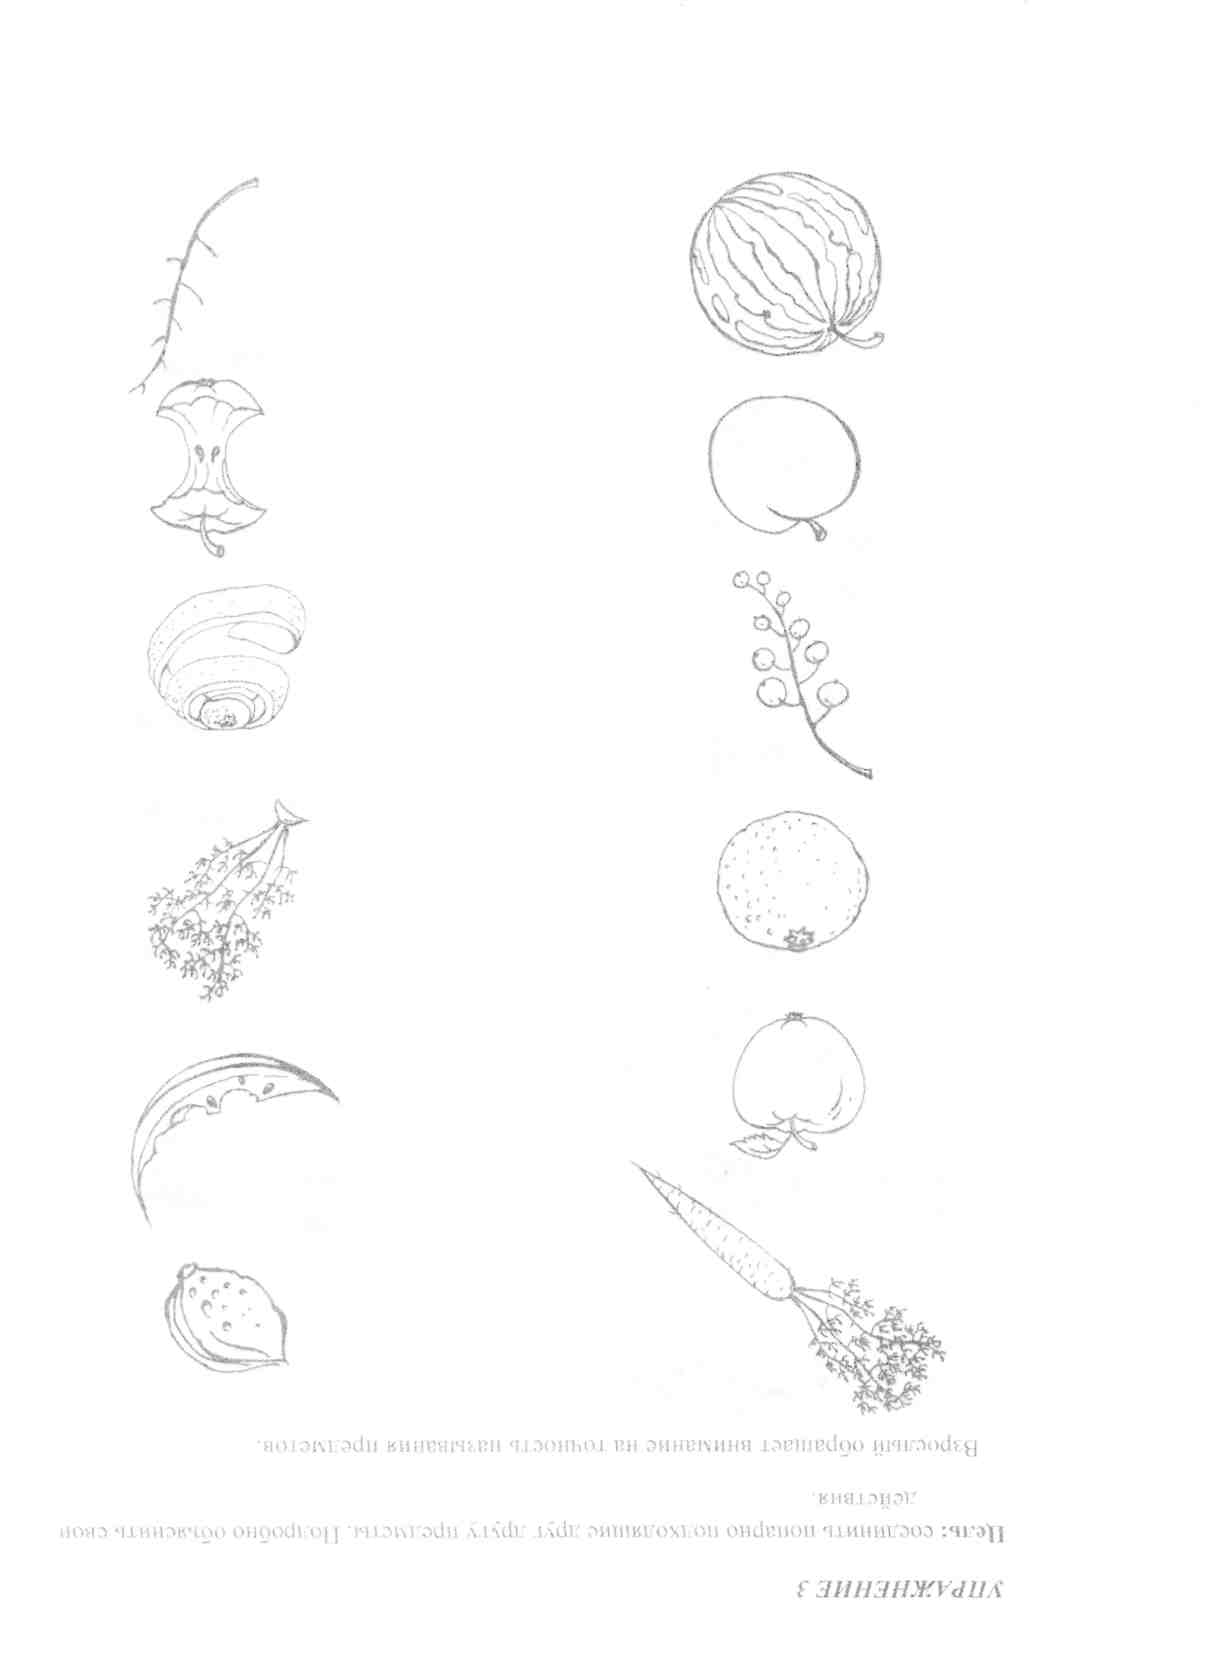 УПРАЖНЕНИЕ 3
Цель: соединить попарно подходящие друг другу предметы. Подробно объяснить свои
действия.
Взрослый обращает внимание на точность называния предметов.